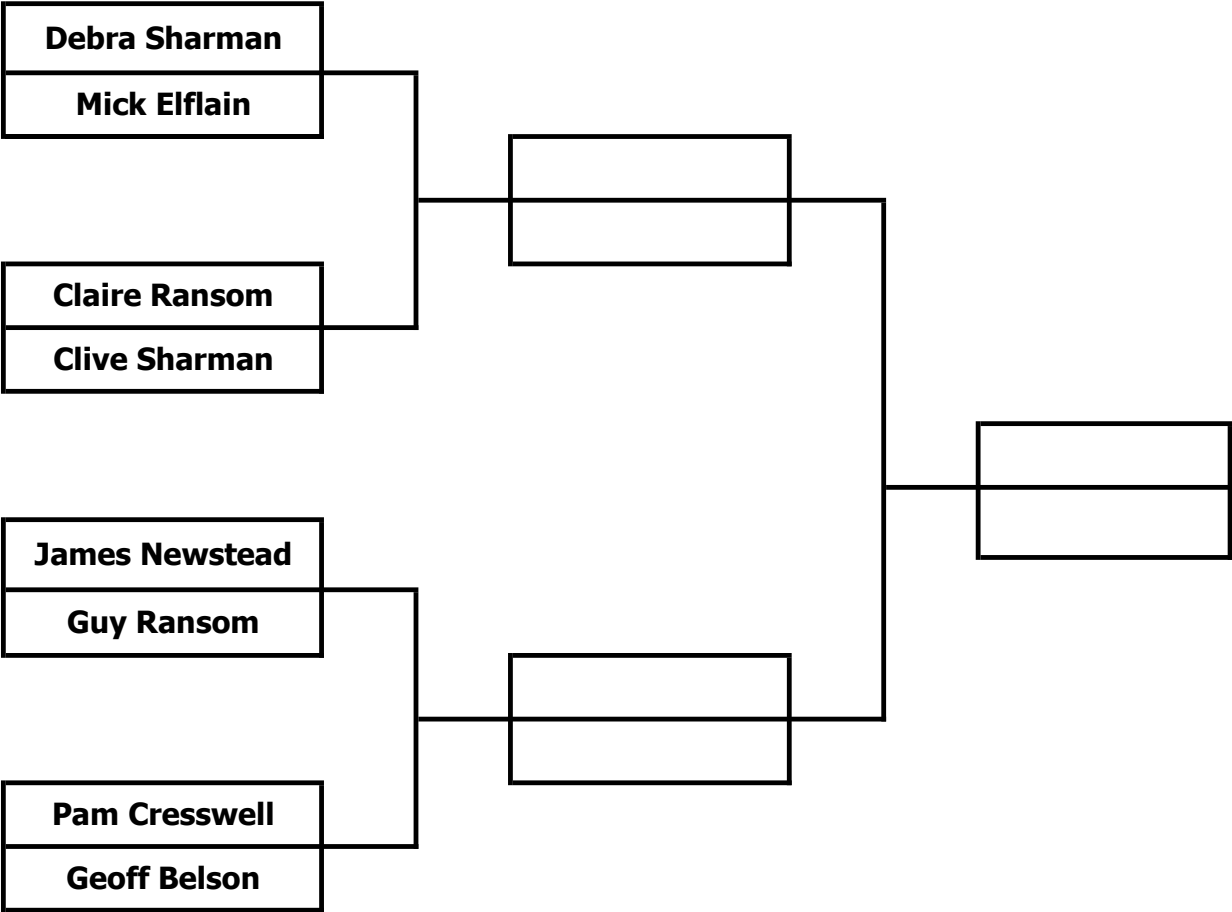 Debra Sharman
Mick Elflain
Claire Ransom
Clive Sharman
James Newstead
Guy Ransom
Pam Cresswell
Geoff Belson